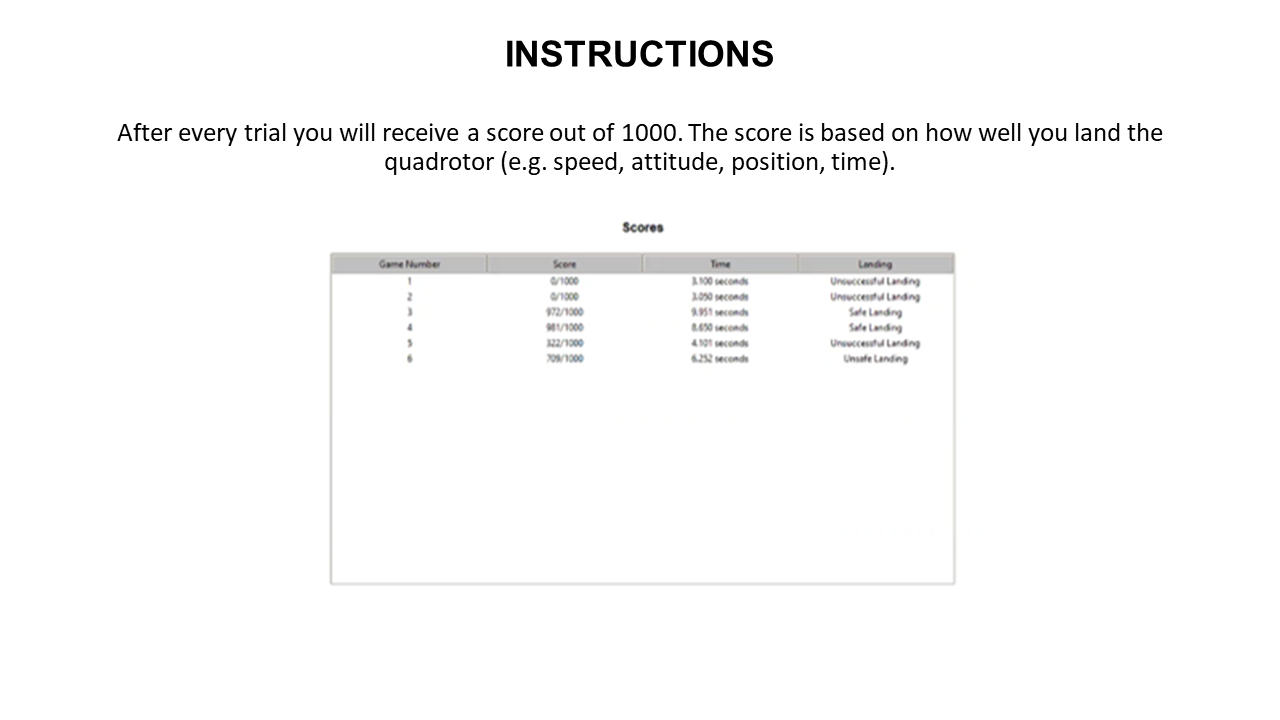 INSTRUCTIONS
After every trial you will receive a score out of 1000. The score is based on how well you land the
quadrotor (e.g. speed, attitude, position, time).
Scores
Game Number Score Time Landing
1 0/1000 3.100 seconds Unsuccessful Landing
2 0/1000 3.050 seconds Unsuccessful Landing
3 972/1000 9.951 seconds Safe Landing
4 981/1000 8.650 seconds Safe Landing
5 322/1000 4.101 seconds Unsuccessful Landing
6 709/1000 6.252 seconds Unsafe Landing